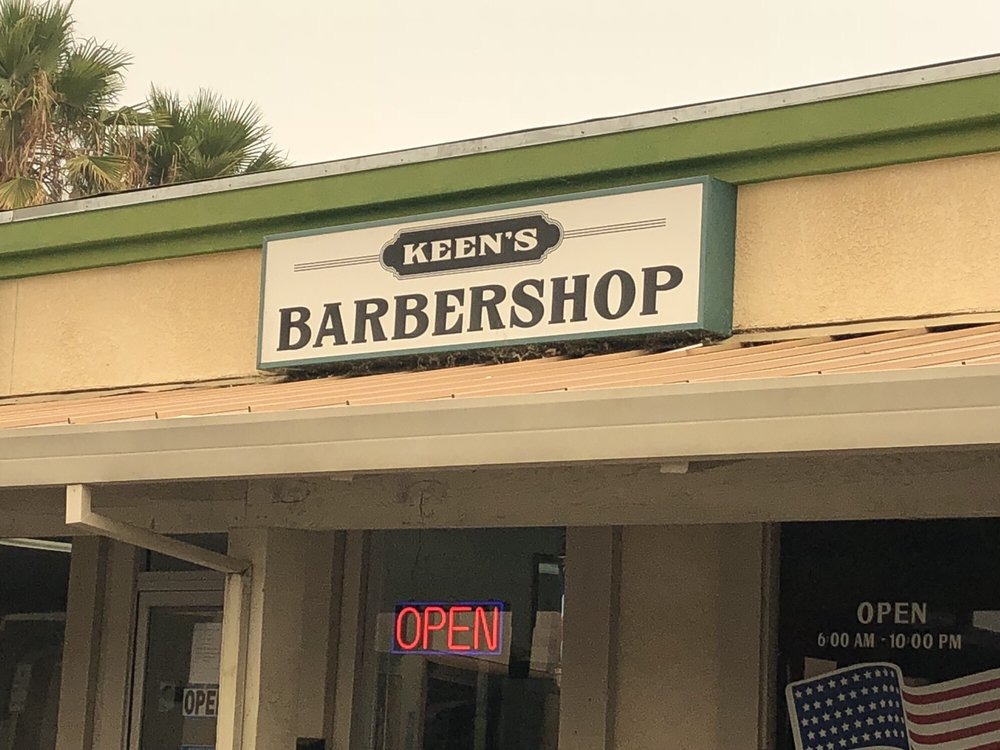 KEEN'S
BARBERSHOP
OPEN
OPEN
6:00 AM - 10:00 PM
OPE